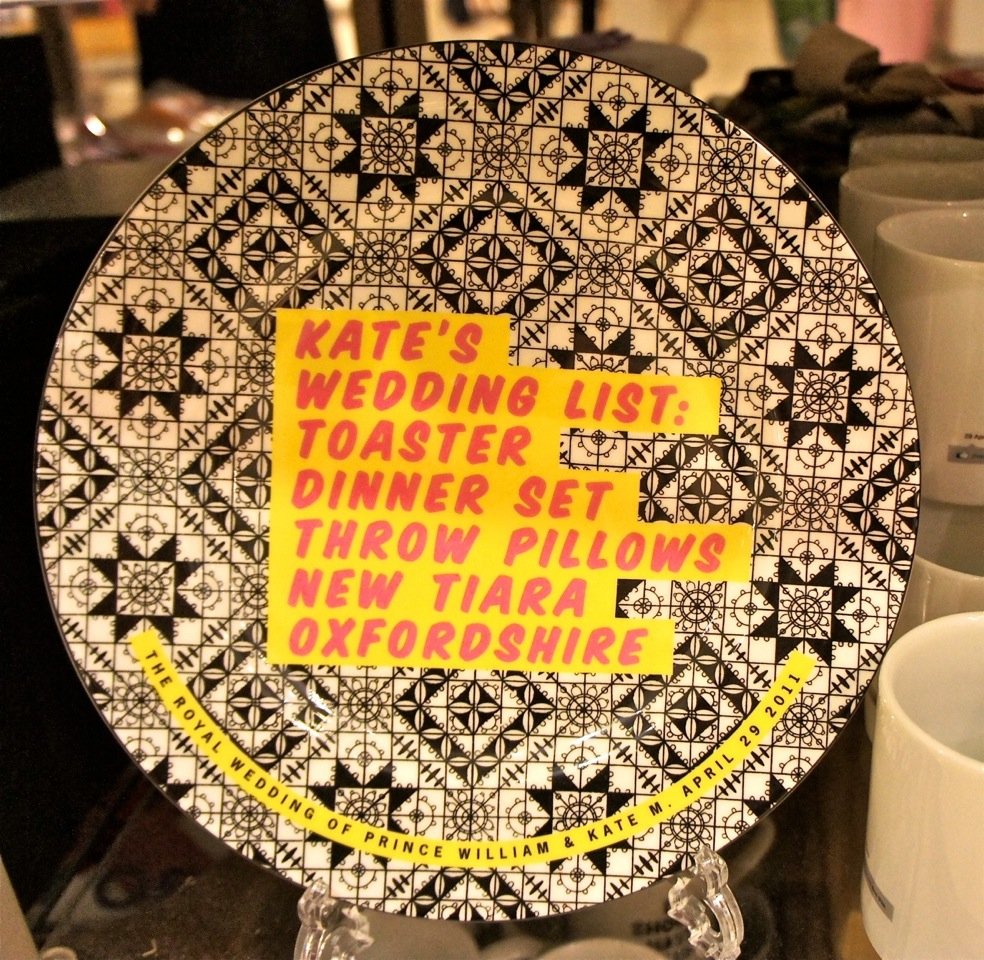 KATE'S
WEDDING LIST:
TOASTER
DINNER SET
THROW PILLOWS
NEW TIARA
OXFORDSHIRE
THE ROYAL WEDDING OF PRINCE WILLIAM & KATE M. APRIL 29 2011